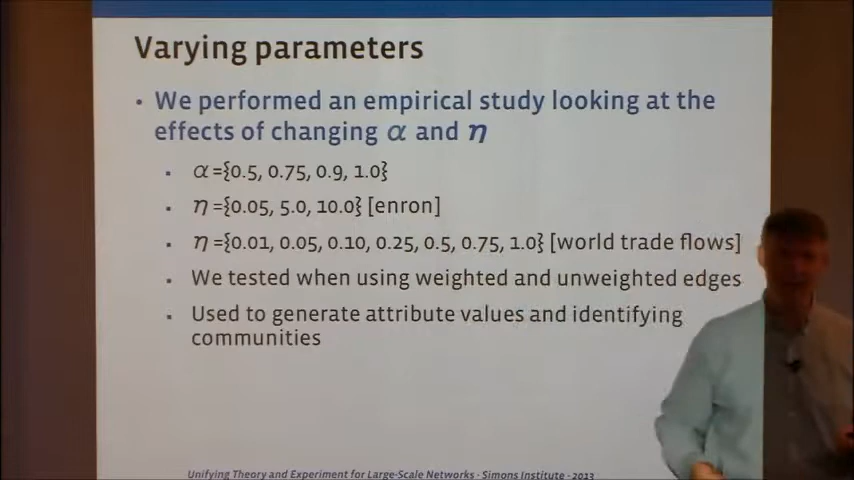 Varying parameters
• We performed an empirical study looking at the
effects of changing α and η
▪ α={0.5, 0.75, 0.9, 1.0}
▪ η={0.05, 5.0, 10.0} [enron]
▪ η={0.01, 0.05, 0.10, 0.25, 0.5, 0.75, 1.0} [world trade flows]
▪ We tested when using weighted and unweighted edges
▪ Used to generate attribute values and identifying
communities
Unifying Theory and Experiment for Large-Scale Networks · Simons Institute · 2013